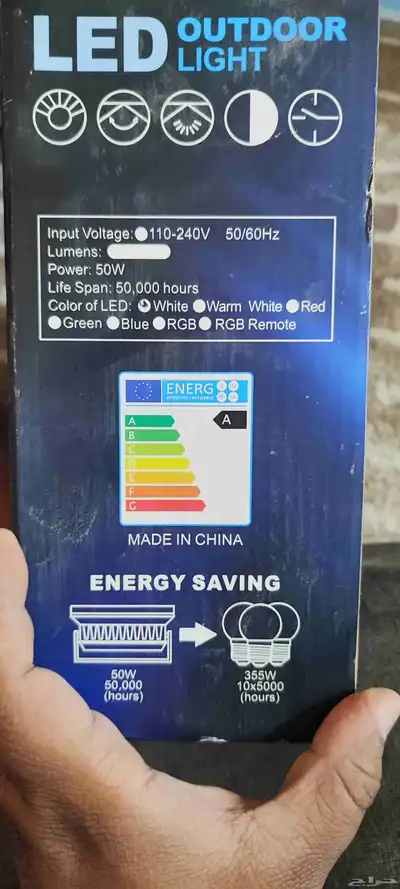 LED OUTDOOR LIGHT
Input Voltage: 110-240V 50/60Hz
Lumens:
Power: 50W
Life Span: 50,000 hours
Color of LED: White Warm White Red
Green Blue RGB RGB Remote
ENERG
A
A
B
C
D
E
F
G
MADE IN CHINA
ENERGY SAVING
50W
50,000
(hours)
355W
10x5000
(hours)
حراج